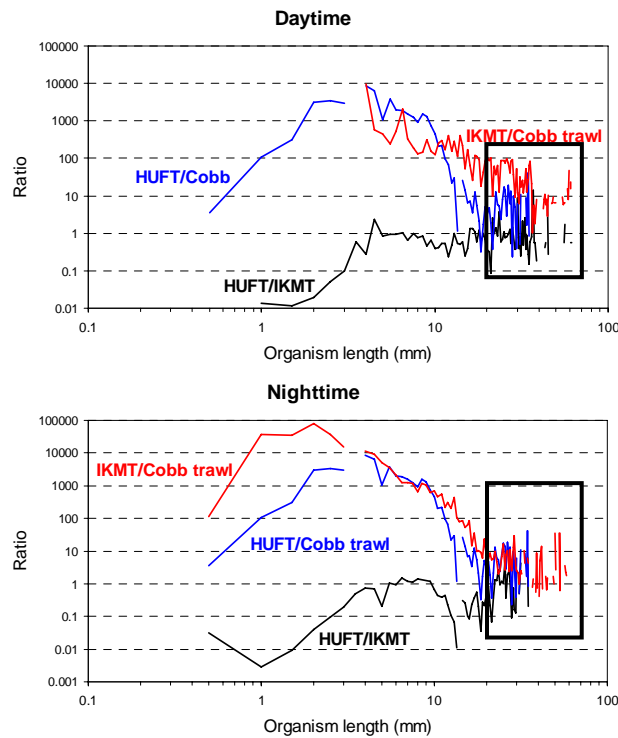 Daytime
100000
10000
1000
100
10
1
0.1
0.01
Ratio
IKMT/Cobb trawl
HUFT/Cobb
HUFT/IKMT
0.1
1
10
100
Organism length (mm)
Nighttime
100000
10000
1000
100
10
1
0.1
0.01
0.001
Ratio
IKMT/Cobb trawl
HUFT/Cobb trawl
HUFT/IKMT
0.1
1
10
100
Organism length (mm)